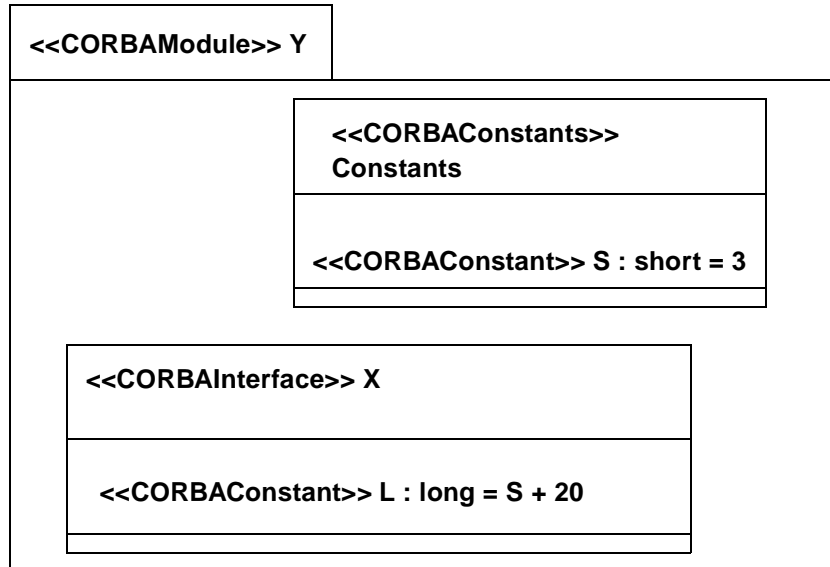 <<CORBAModule>> Y
<<CORBAConstants>>
Constants
<<CORBAConstant>> S : short = 3
<<CORBAInterface>> X
<<CORBAConstant>> L : long = S + 20